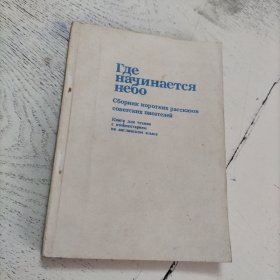 Где
начинается
небо
Сборник коротких рассказов
советских писателей
Книга для чтения
с комментарием
на английском языке